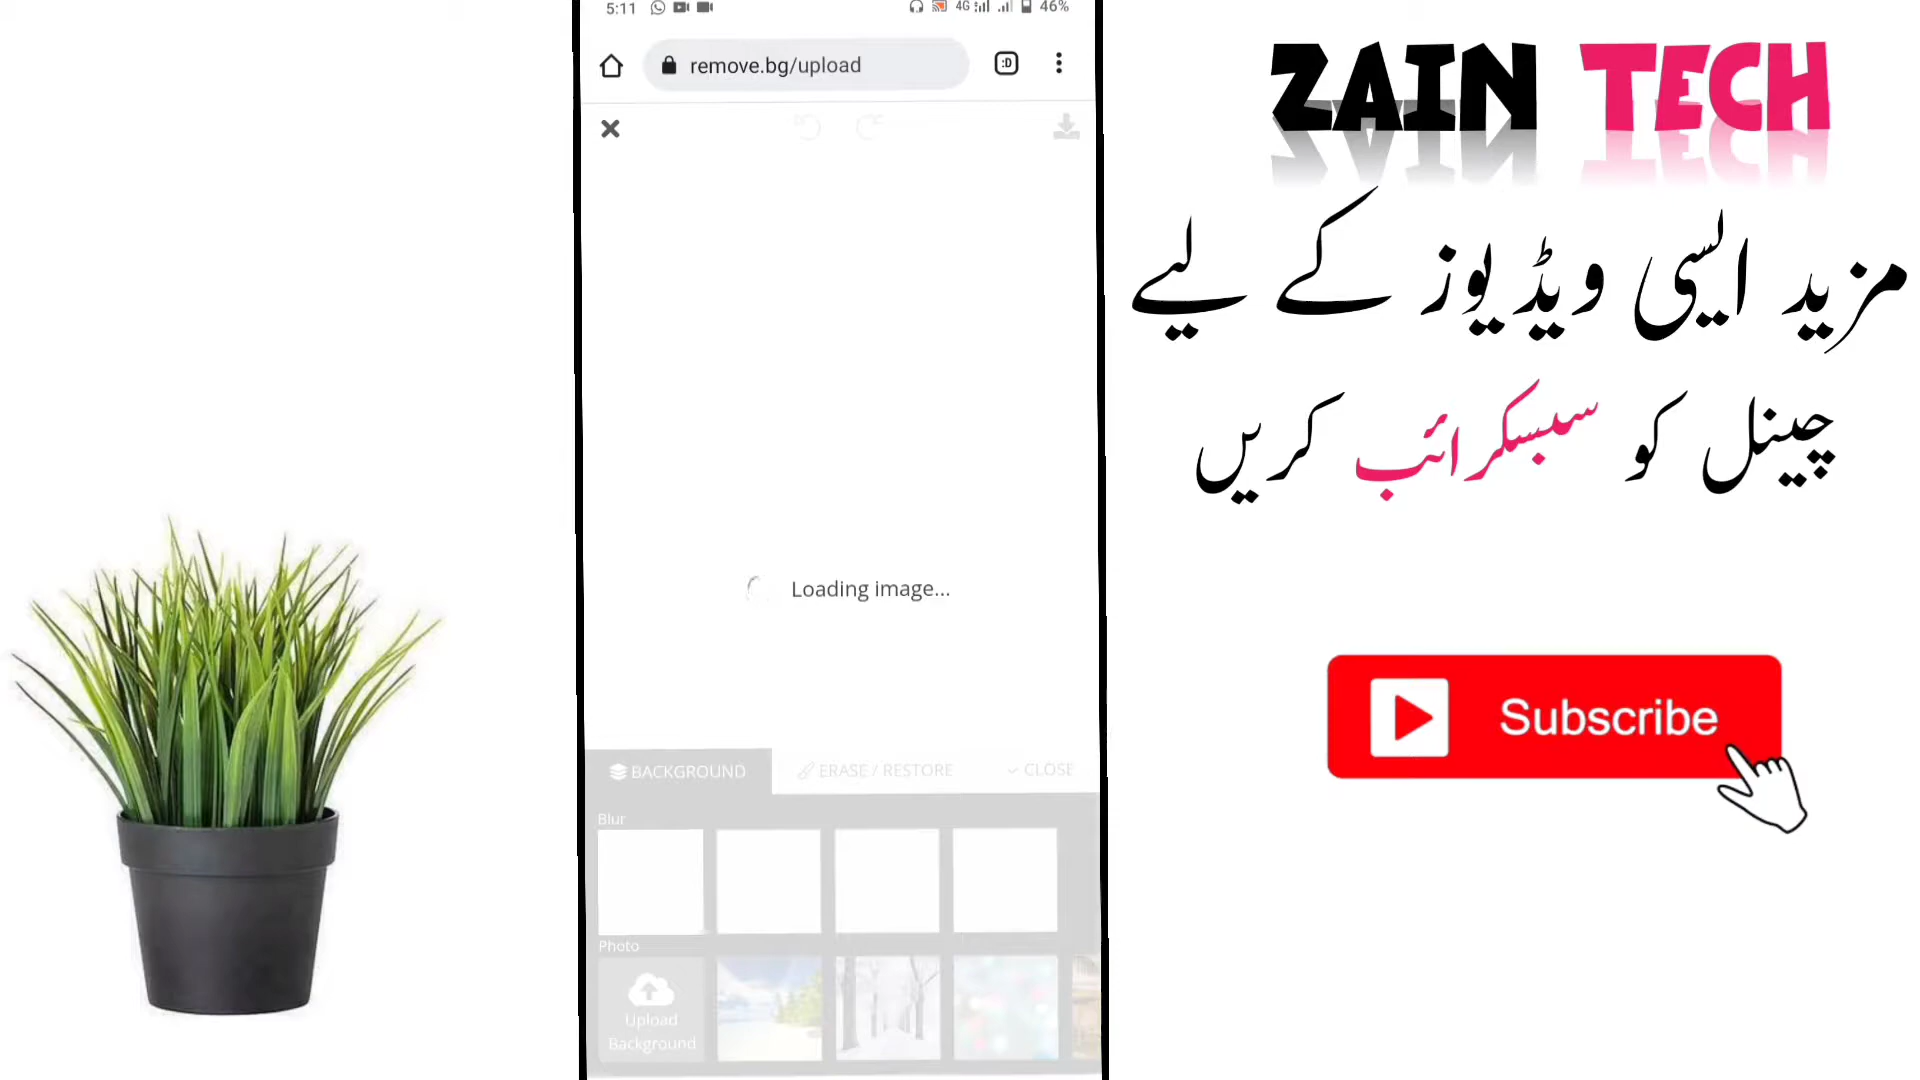 5:11
4G 46%
remove.bg/upload
:D
Loading image...
BACKGROUND
ERASE / RESTORE
CLOSE
Blur
Photo
Upload
Background
ZAIN TECH
مزید ایسی ویڈیوز کے لیے
چینل کو سبسکرائب کریں
Subscribe